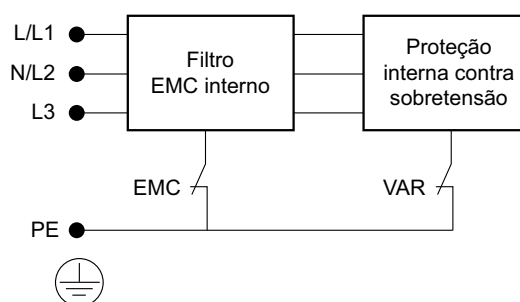 L/L1
N/L2
L3
Filtro
EMC interno
Proteção
interna contra
sobretensão
EMC
VAR
PE